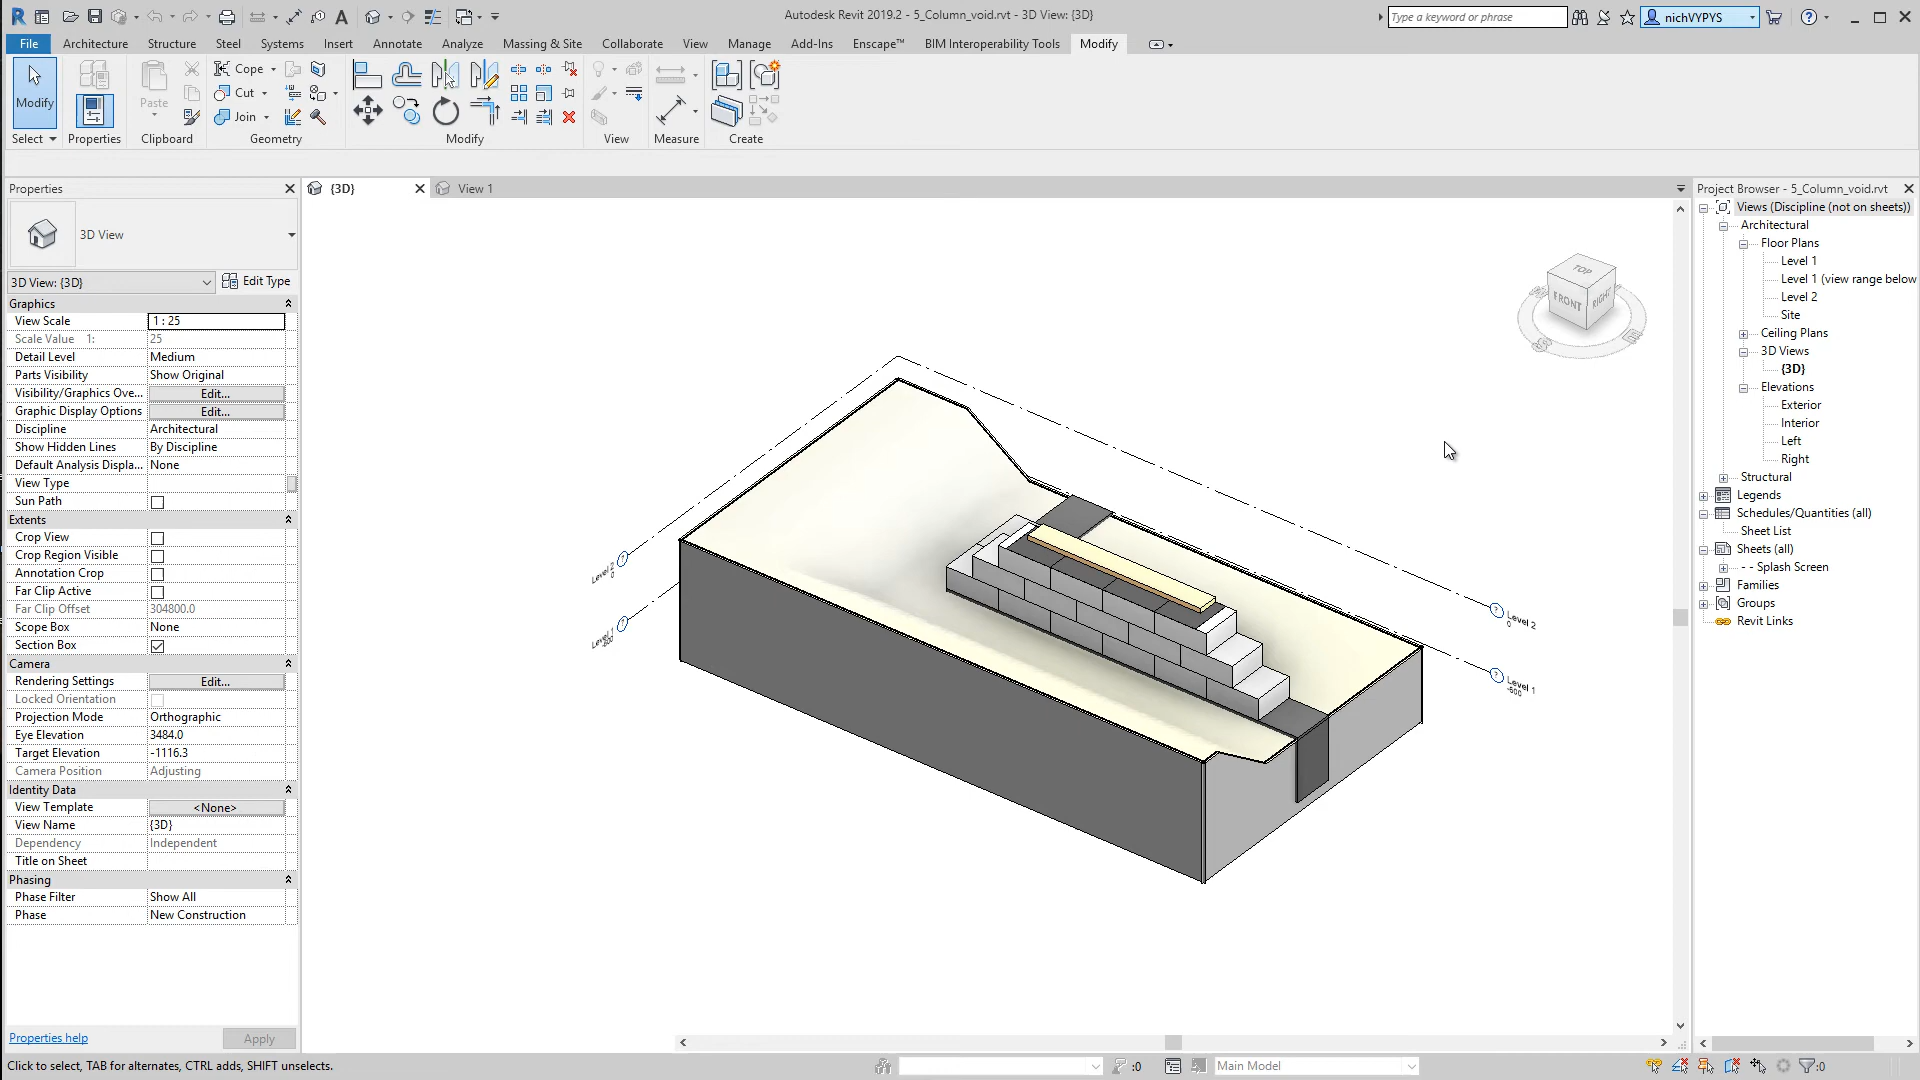 Autodesk Revit 2019.2 - 5_Column_void.rvt - 3D View: {3D}
Type a keyword or phrase
nichVYPYS
File Architecture Structure Steel Systems Insert Annotate Analyze Massing & Site Collaborate View Manage Add-Ins Enscape™ BIM Interoperability Tools Modify
Modify
Paste
Cope
Cut
Join
Select Properties Clipboard Geometry Modify View Measure Create
Properties
{3D}
View 1
Project Browser - 5_Column_void.rvt
3D View
3D View: {3D}
Edit Type
Graphics
View Scale 1 : 25
Scale Value 1: 25
Detail Level Medium
Parts Visibility Show Original
Visibility/Graphics Ove... Edit...
Graphic Display Options Edit...
Discipline Architectural
Show Hidden Lines By Discipline
Default Analysis Displa... None
View Type
Sun Path
Extents
Crop View
Crop Region Visible
Annotation Crop
Far Clip Active
Far Clip Offset 304800.0
Scope Box None
Section Box
Camera
Rendering Settings Edit...
Locked Orientation
Projection Mode Orthographic
Eye Elevation 3484.0
Target Elevation -1116.3
Camera Position Adjusting
Identity Data
View Template <None>
View Name {3D}
Dependency Independent
Title on Sheet
Phasing
Phase Filter Show All
Phase New Construction
Properties help
Apply
TOP
FRONT
RIGHT
Level 2
0
Level 1
Level 2
0
Level 1
-600
Views (Discipline (not on sheets))
Architectural
Floor Plans
Level 1
Level 1 (view range below
Level 2
Site
Ceiling Plans
3D Views
{3D}
Elevations
Exterior
Interior
Left
Right
Structural
Legends
Schedules/Quantities (all)
Sheet List
Sheets (all)
- - Splash Screen
Families
Groups
Revit Links
Click to select, TAB for alternates, CTRL adds, SHIFT unselects.
:0
Main Model
:0